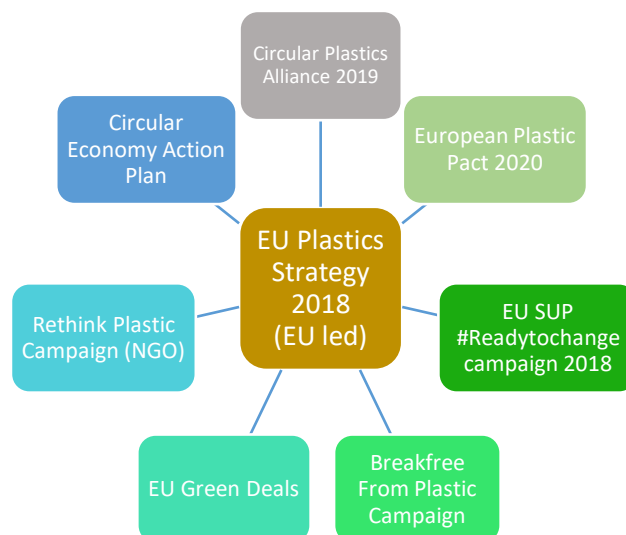 Circular Plastics
Alliance 2019
Circular
Economy Action
Plan
European Plastic
Pact 2020
EU Plastics
Strategy
2018
(EU led)
Rethink Plastic
Campaign (NGO)
EU SUP
#Readytochange
campaign 2018
EU Green Deals
Breakfree
From Plastic
Campaign